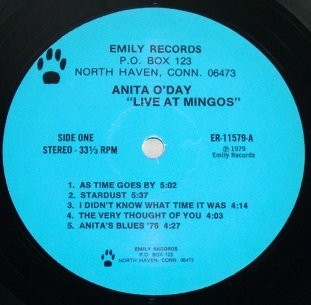 EMILY RECORDS
P.O. BOX 123
NORTH HAVEN, CONN. 06473
ANITA O'DAY
"LIVE AT MINGOS"
SIDE ONE
STEREO - 33⅓ RPM
ER-11579-A
℗ 1979
Emily Records
1. AS TIME GOES BY 5:02
2. STARDUST 5:37
3. I DIDN'T KNOW WHAT TIME IT WAS 4:14
4. THE VERY THOUGHT OF YOU 4:03
5. ANITA'S BLUES '76 4:27
EMILY RECORDS
P.O. BOX 123
NORTH HAVEN, CONN. 06473